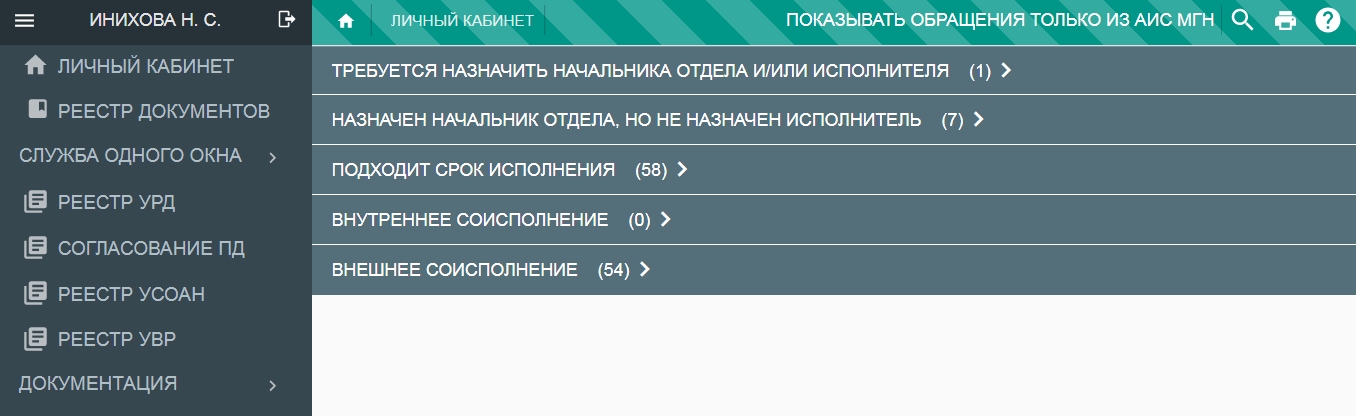 ИНИХОВА Н. С.
ЛИЧНЫЙ КАБИНЕТ
РЕЕСТР ДОКУМЕНТОВ
СЛУЖБА ОДНОГО ОКНА
РЕЕСТР УРД
СОГЛАСОВАНИЕ ПД
РЕЕСТР УСОАН
РЕЕСТР УВР
ДОКУМЕНТАЦИЯ
ЛИЧНЫЙ КАБИНЕТ
ПОКАЗЫВАТЬ ОБРАЩЕНИЯ ТОЛЬКО ИЗ АИС МГН
ТРЕБУЕТСЯ НАЗНАЧИТЬ НАЧАЛЬНИКА ОТДЕЛА И/ИЛИ ИСПОЛНИТЕЛЯ (1)
НАЗНАЧЕН НАЧАЛЬНИК ОТДЕЛА, НО НЕ НАЗНАЧЕН ИСПОЛНИТЕЛЬ (7)
ПОДХОДИТ СРОК ИСПОЛНЕНИЯ (58)
ВНУТРЕННЕЕ СОИСПОЛНЕНИЕ (0)
ВНЕШНЕЕ СОИСПОЛНЕНИЕ (54)